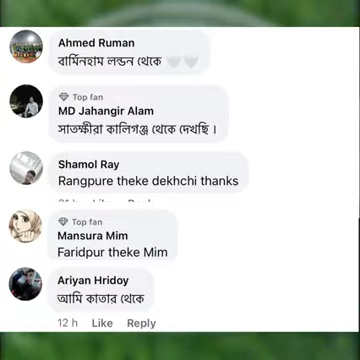 Ahmed Ruman
বার্মিনহাম লন্ডন থেকে 🤍🤍
Top fan
MD Jahangir Alam
সাতক্ষীরা কালিগঞ্জ থেকে দেখছি ।
Shamol Ray
Rangpure theke dekhchi thanks
Top fan
Mansura Mim
Faridpur theke Mim
Ariyan Hridoy
আমি কাতার থেকে
12 h Like Reply